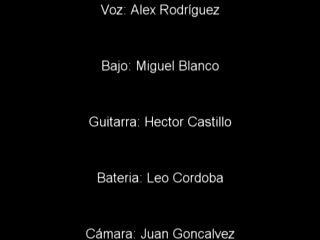 Voz: Alex Rodríguez
Bajo: Miguel Blanco
Guitarra: Hector Castillo
Bateria: Leo Cordoba
Cámara: Juan Goncalvez